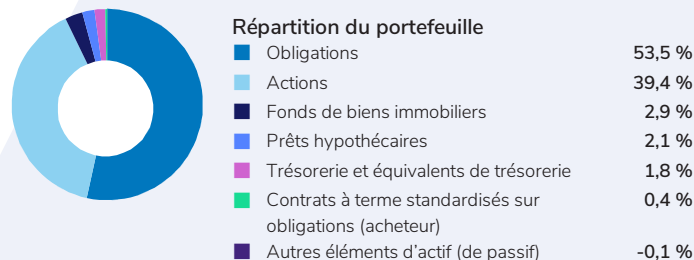 Répartition du portefeuille
Obligations 53,5 %
Actions 39,4 %
Fonds de biens immobiliers 2,9 %
Prêts hypothécaires 2,1 %
Trésorerie et équivalents de trésorerie 1,8 %
Contrats à terme standardisés sur 0,4 %
obligations (acheteur)
Autres éléments d'actif (de passif) -0,1 %